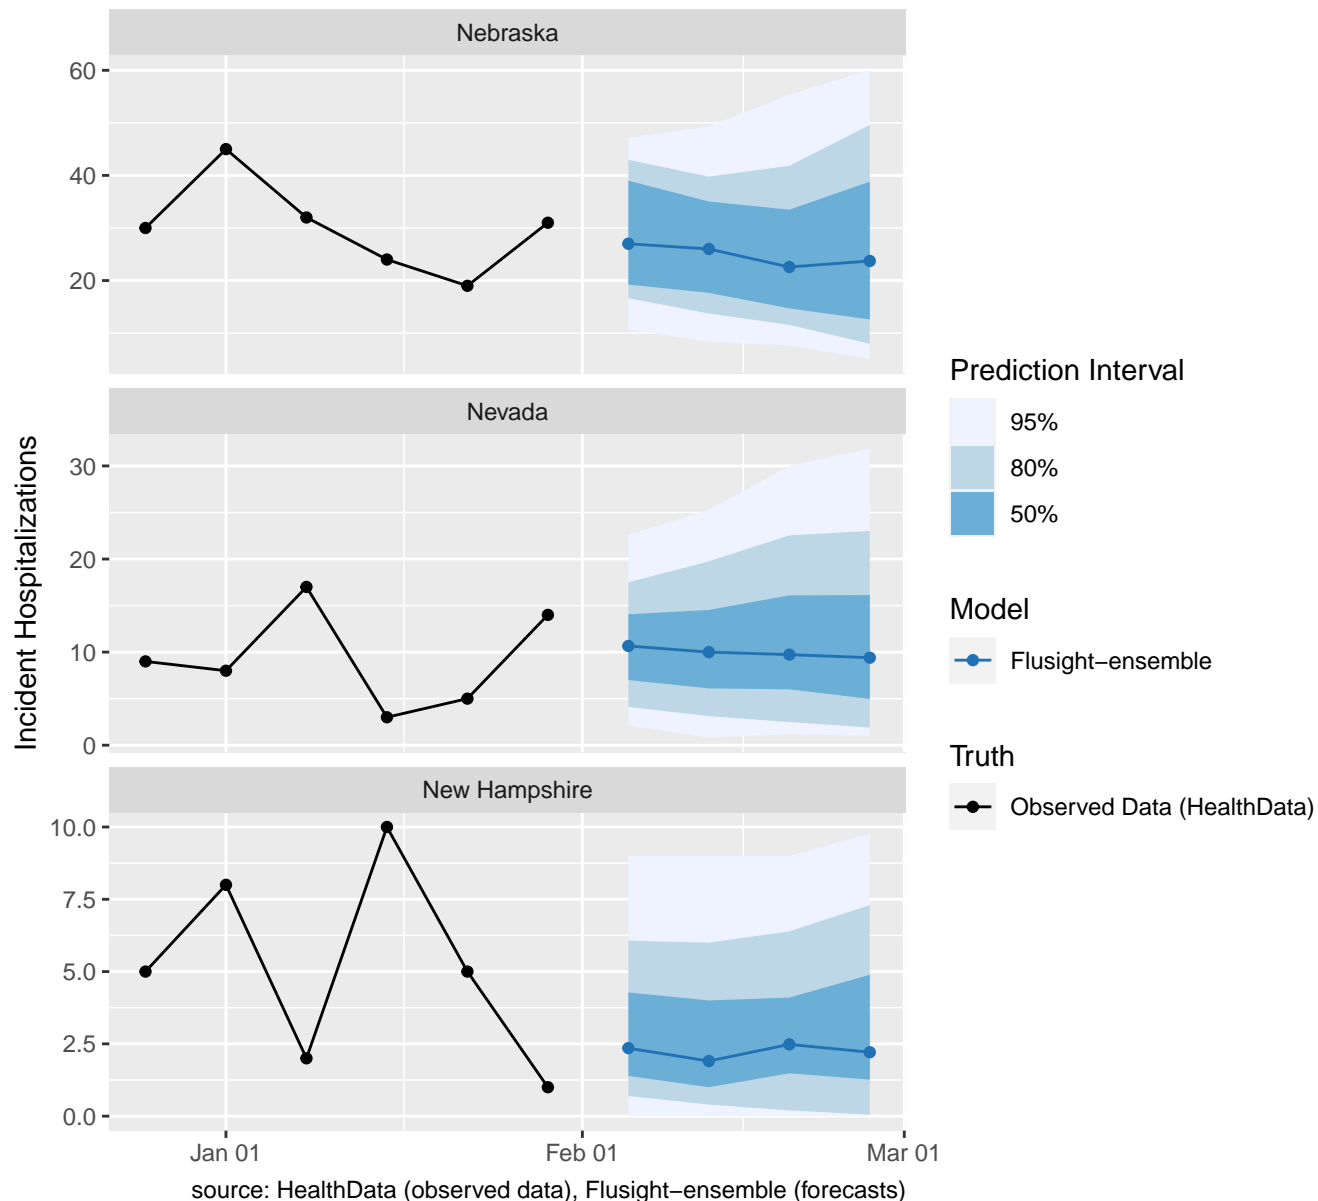 Nebraska
60
40
20
Nevada
30
20
10
0
New Hampshire
10.0
7.5
5.0
2.5
0.0
Jan 01
Feb 01
Mar 01
Incident Hospitalizations
source: HealthData (observed data), Flusight−ensemble (forecasts)
Prediction Interval
95%
80%
50%
Model
Flusight−ensemble
Truth
Observed Data (HealthData)